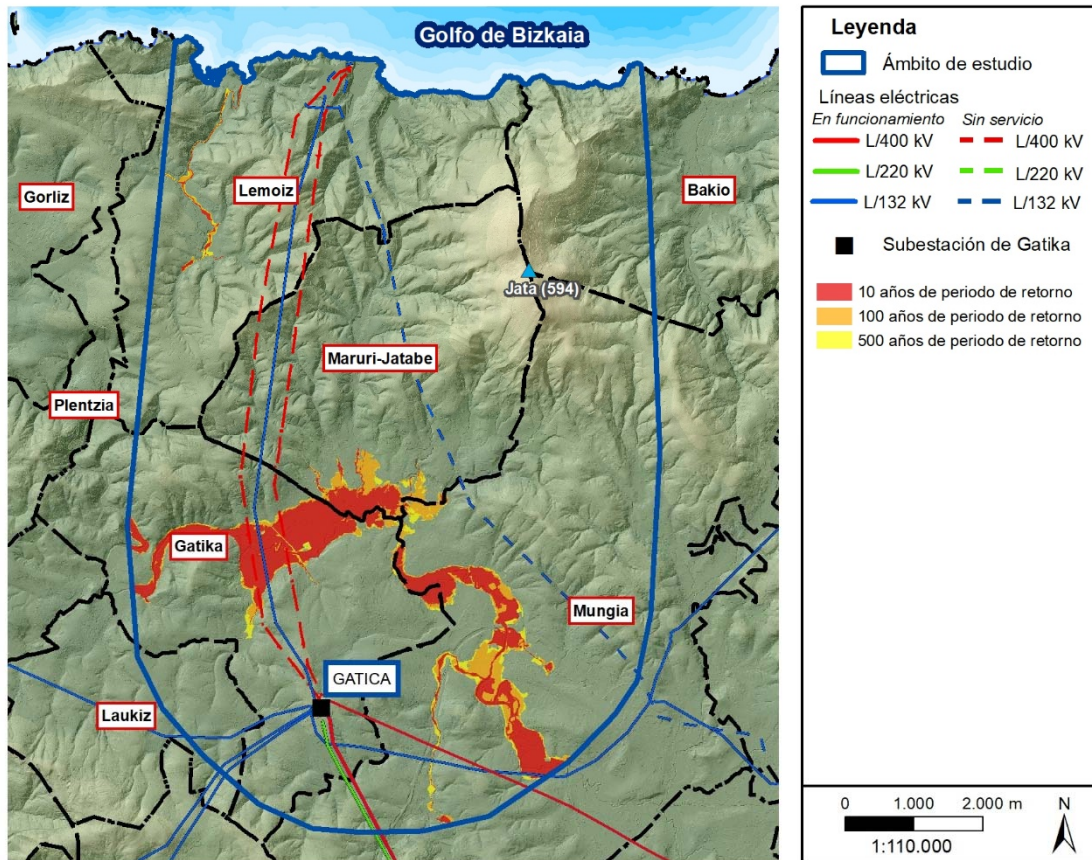 Golfo de Bizkaia
Gorliz
Lemoiz
Bakio
Jata (594)
Maruri-Jatabe
Plentzia
Gatika
Mungia
GATICA
Laukiz
Leyenda
Ámbito de estudio
Líneas eléctricas
En funcionamiento Sin servicio
L/400 kV L/400 kV
L/220 kV L/220 kV
L/132 kV L/132 kV
Subestación de Gatika
10 años de periodo de retorno
100 años de periodo de retorno
500 años de periodo de retorno
0 1.000 2.000 m N
1:110.000